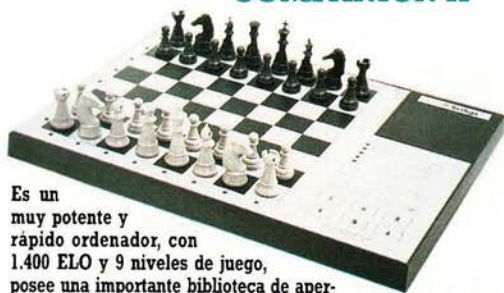 Es un
muy potente y
rápido ordenador, con
1.400 ELO y 9 niveles de juego,
posee una importante biblioteca de aper-